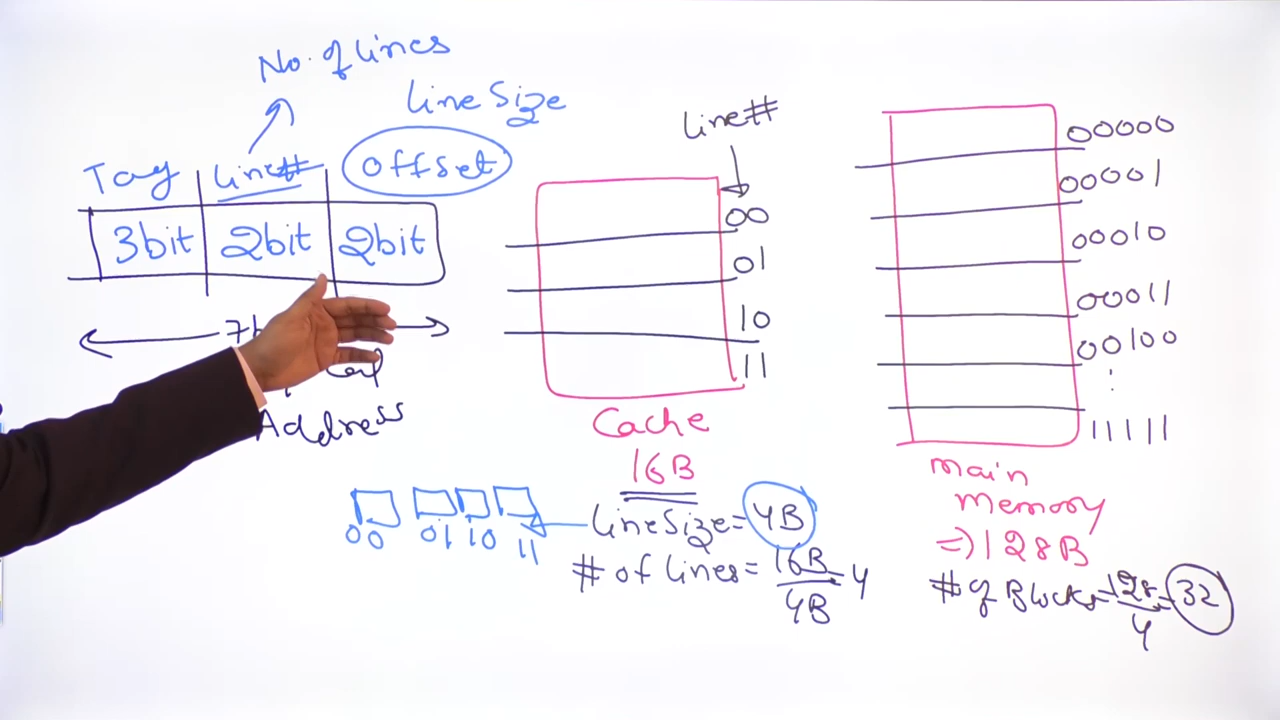 No. of lines
Line Size
Tag Line# Offset
3bit 2bit 2bit
Address
Line#
00
01
10
11
Cache
16B
Line Size = 4B
# of Lines = 16B/4B = 4
00 01 10 11
00000
00001
00010
00011
00100
:
11111
main
Memory
=> 128B
# of Blocks = 128/4 = 32